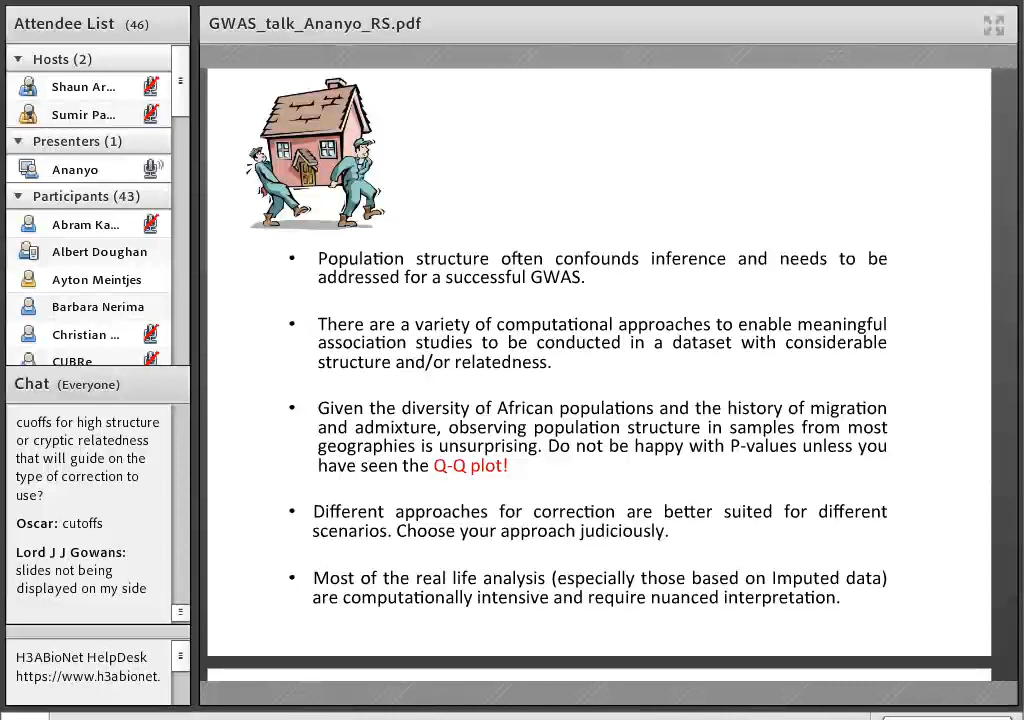 Attendee List (46)
Hosts (2)
Shaun Ar...
Sumir Pa...
Presenters (1)
Ananyo
Participants (43)
Abram Ka...
Albert Doughan
Ayton Meintjes
Barbara Nerima
Christian ...
CUBRe
Chat (Everyone)
cuoffs for high structure
or cryptic relatedness
that will guide on the
type of correction to
use?
Oscar: cutoffs
Lord J J Gowans:
slides not being
displayed on my side
H3ABioNet HelpDesk
https://www.h3abionet.
GWAS_talk_Ananyo_RS.pdf
• Population structure often confounds inference and needs to be
addressed for a successful GWAS.
• There are a variety of computational approaches to enable meaningful
association studies to be conducted in a dataset with considerable
structure and/or relatedness.
• Given the diversity of African populations and the history of migration
and admixture, observing population structure in samples from most
geographies is unsurprising. Do not be happy with P-values unless you
have seen the Q-Q plot!
• Different approaches for correction are better suited for different
scenarios. Choose your approach judiciously.
• Most of the real life analysis (especially those based on Imputed data)
are computationally intensive and require nuanced interpretation.